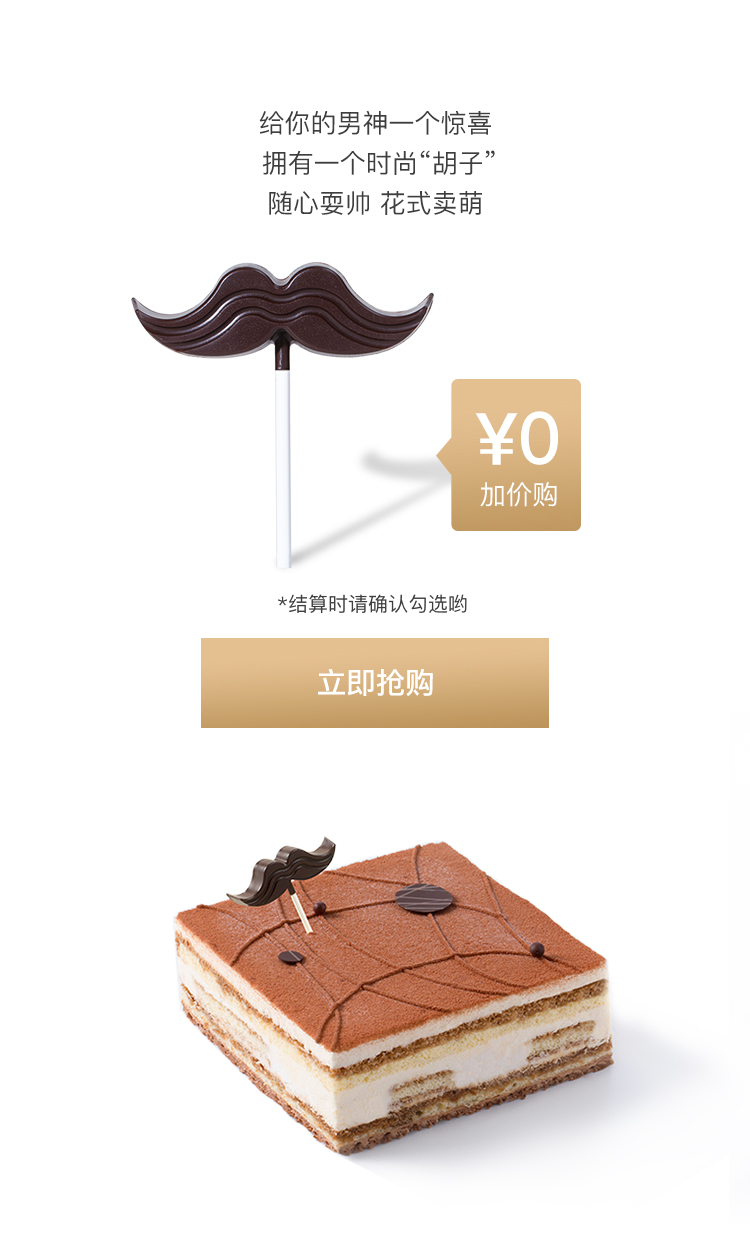 给你的男神一个惊喜
拥有一个时尚“胡子”
随心耍帅 花式卖萌
¥0
加价购
*结算时请确认勾选哟
立即抢购